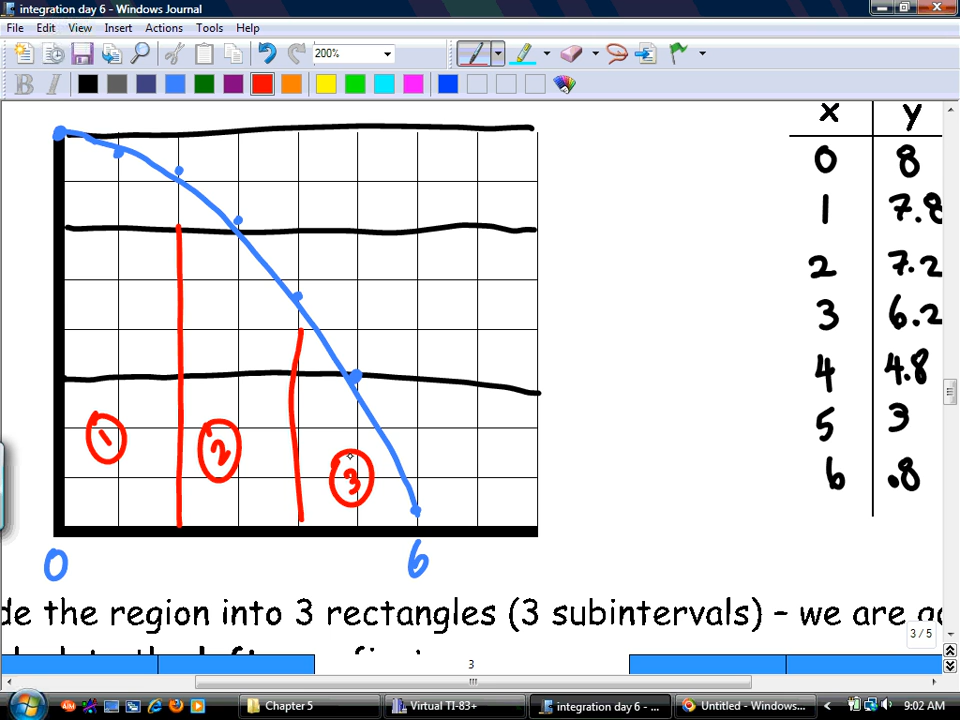 integration day 6 - Windows Journal
File Edit View Insert Actions Tools Help
200%
B I
x y
0 8
1 7.8
2 7.2
3 6.2
4 4.8
5 3
6 .8
1 2 3
0 6
de the region into 3 rectangles (3 subintervals) – we are
3 / 5
3
Chapter 5
Virtual TI-83+
integration day 6 - ...
Untitled - Windows...
9:02 AM